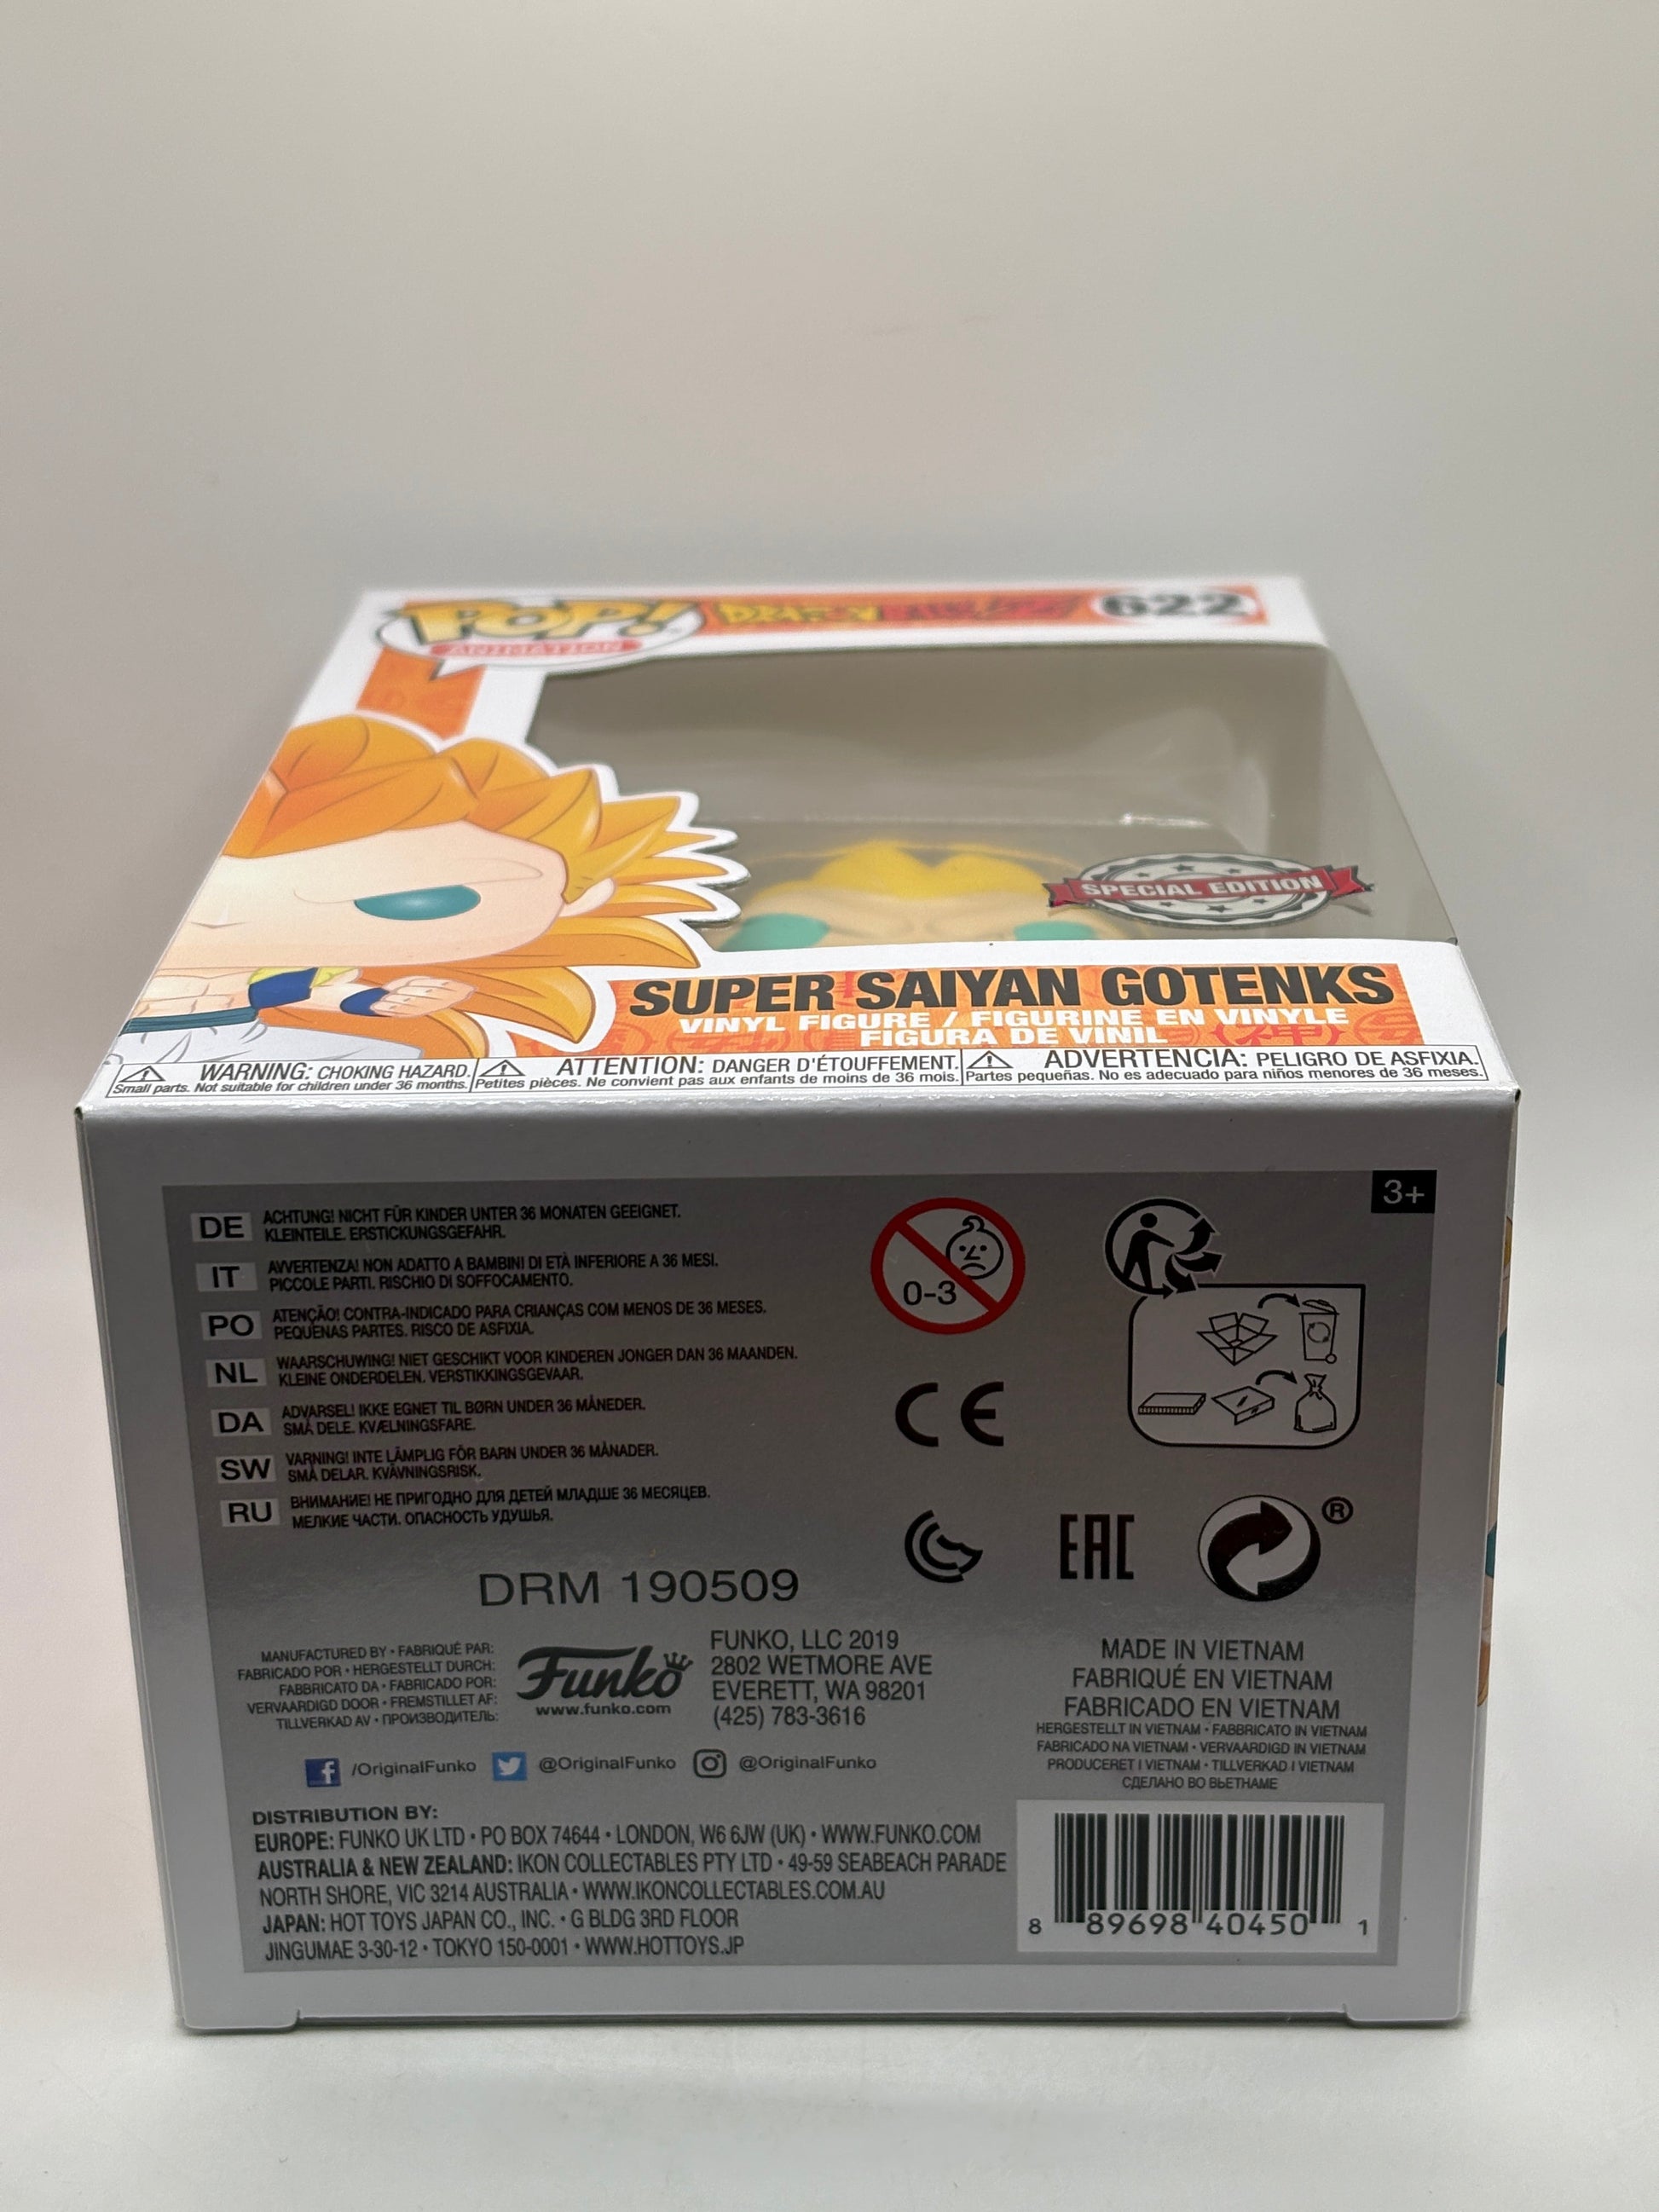 POP! DRAGON BALL Z 622
ANIMATION
SPECIAL EDITION
SUPER SAIYAN GOTENKS
VINYL FIGURE / FIGURINE EN VINYLE
FIGURA DE VINIL
WARNING: CHOKING HAZARD.
Small parts. Not suitable for children under 36 months.
ATTENTION: DANGER D'ÉTOUFFEMENT.
Petites pièces. Ne convient pas aux enfants de moins de 36 mois.
ADVERTENCIA: PELIGRO DE ASFIXIA.
Partes pequeñas. No es adecuado para niños menores de 36 meses.
3+
DE ACHTUNG! NICHT FÜR KINDER UNTER 36 MONATEN GEEIGNET.
KLEINTEILE. ERSTICKUNGSGEFAHR.
IT AVVERTENZA! NON ADATTO A BAMBINI DI ETÀ INFERIORE A 36 MESI.
PICCOLE PARTI. RISCHIO DI SOFFOCAMENTO.
PO ATENÇÃO! CONTRA-INDICADO PARA CRIANÇAS COM MENOS DE 36 MESES.
PEQUENAS PARTES. RISCO DE ASFIXIA.
NL WAARSCHUWING! NIET GESCHIKT VOOR KINDEREN JONGER DAN 36 MAANDEN.
KLEINE ONDERDELEN. VERSTIKKINGSGEVAAR.
DA ADVARSEL! IKKE EGNET TIL BØRN UNDER 36 MÅNEDER.
SMÅ DELE. KVÆLNINGSFARE.
SW VARNING! INTE LÄMPLIG FÖR BARN UNDER 36 MÅNADER.
SMÅ DELAR. KVÄVNINGSRISK.
RU ВНИМАНИЕ! НЕ ПРИГОДНО ДЛЯ ДЕТЕЙ МЛАДШЕ 36 МЕСЯЦЕВ.
МЕЛКИЕ ЧАСТИ. ОПАСНОСТЬ УДУШЬЯ.
0-3
CE
EAC
®
DRM 190509
MANUFACTURED BY • FABRIQUÉ PAR:
FABRICADO POR • HERGESTELLT DURCH:
FABBRICATO DA • FABRICADO POR:
VERVAARDIGD DOOR • FREMSTILLET AF:
TILLVERKAD AV • ПРОИЗВОДИТЕЛЬ:
Funko
www.funko.com
FUNKO, LLC 2019
2802 WETMORE AVE
EVERETT, WA 98201
(425) 783-3616
MADE IN VIETNAM
FABRIQUÉ EN VIETNAM
FABRICADO EN VIETNAM
HERGESTELLT IN VIETNAM • FABBRICATO IN VIETNAM
FABRICADO NA VIETNAM • VERVAARDIGD IN VIETNAM
PRODUCERET I VIETNAM • TILLVERKAD I VIETNAM
СДЕЛАНО ВО ВЬЕТНАМЕ
f /OriginalFunko @OriginalFunko @OriginalFunko
DISTRIBUTION BY:
EUROPE: FUNKO UK LTD • PO BOX 74644 • LONDON, W6 6JW (UK) • WWW.FUNKO.COM
AUSTRALIA & NEW ZEALAND: IKON COLLECTABLES PTY LTD • 49-59 SEABEACH PARADE
NORTH SHORE, VIC 3214 AUSTRALIA • WWW.IKONCOLLECTABLES.COM.AU
JAPAN: HOT TOYS JAPAN CO., INC. • G BLDG 3RD FLOOR
JINGUMAE 3-30-12 • TOKYO 150-0001 • WWW.HOTTOYS.JP
8 89698 40450 1